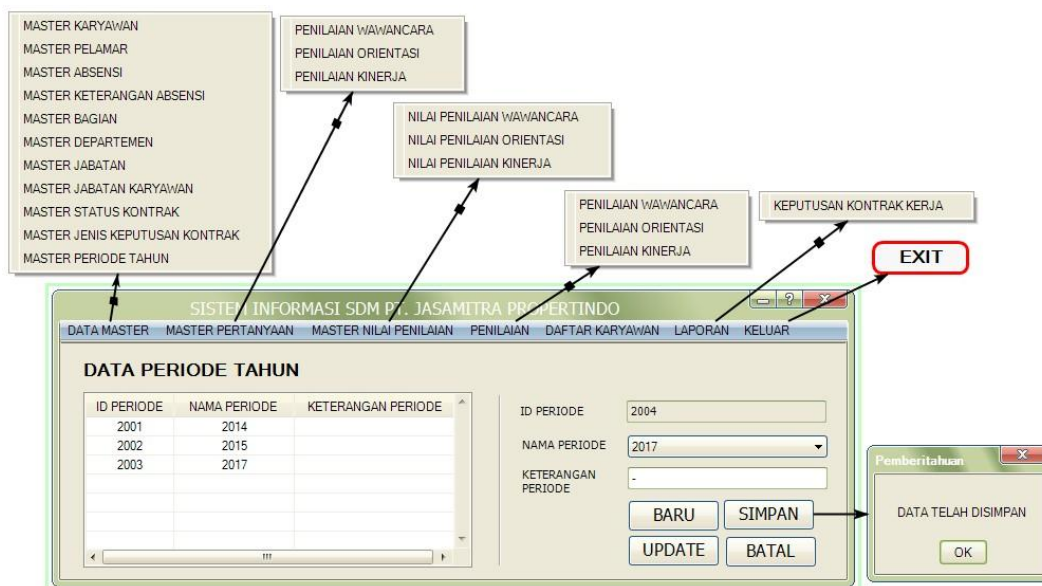 MASTER KARYAWAN
MASTER PELAMAR
MASTER ABSENSI
MASTER KETERANGAN ABSENSI
MASTER BAGIAN
MASTER DEPARTEMEN
MASTER JABATAN
MASTER JABATAN KARYAWAN
MASTER STATUS KONTRAK
MASTER JENIS KEPUTUSAN KONTRAK
MASTER PERIODE TAHUN
PENILAIAN WAWANCARA
PENILAIAN ORIENTASI
PENILAIAN KINERJA
NILAI PENILAIAN WAWANCARA
NILAI PENILAIAN ORIENTASI
NILAI PENILAIAN KINERJA
PENILAIAN WAWANCARA
PENILAIAN ORIENTASI
PENILAIAN KINERJA
KEPUTUSAN KONTRAK KERJA
EXIT
SISTEM INFORMASI SDM PT. JASAMITRA PROPERTINDO
DATA MASTER MASTER PERTANYAAN MASTER NILAI PENILAIAN PENILAIAN DAFTAR KARYAWAN LAPORAN KELUAR
DATA PERIODE TAHUN
ID PERIODE NAMA PERIODE KETERANGAN PERIODE
2001 2014
2002 2015
2003 2017
ID PERIODE 2004
NAMA PERIODE 2017
KETERANGAN PERIODE -
BARU SIMPAN
UPDATE BATAL
Pemberitahuan
DATA TELAH DISIMPAN
OK